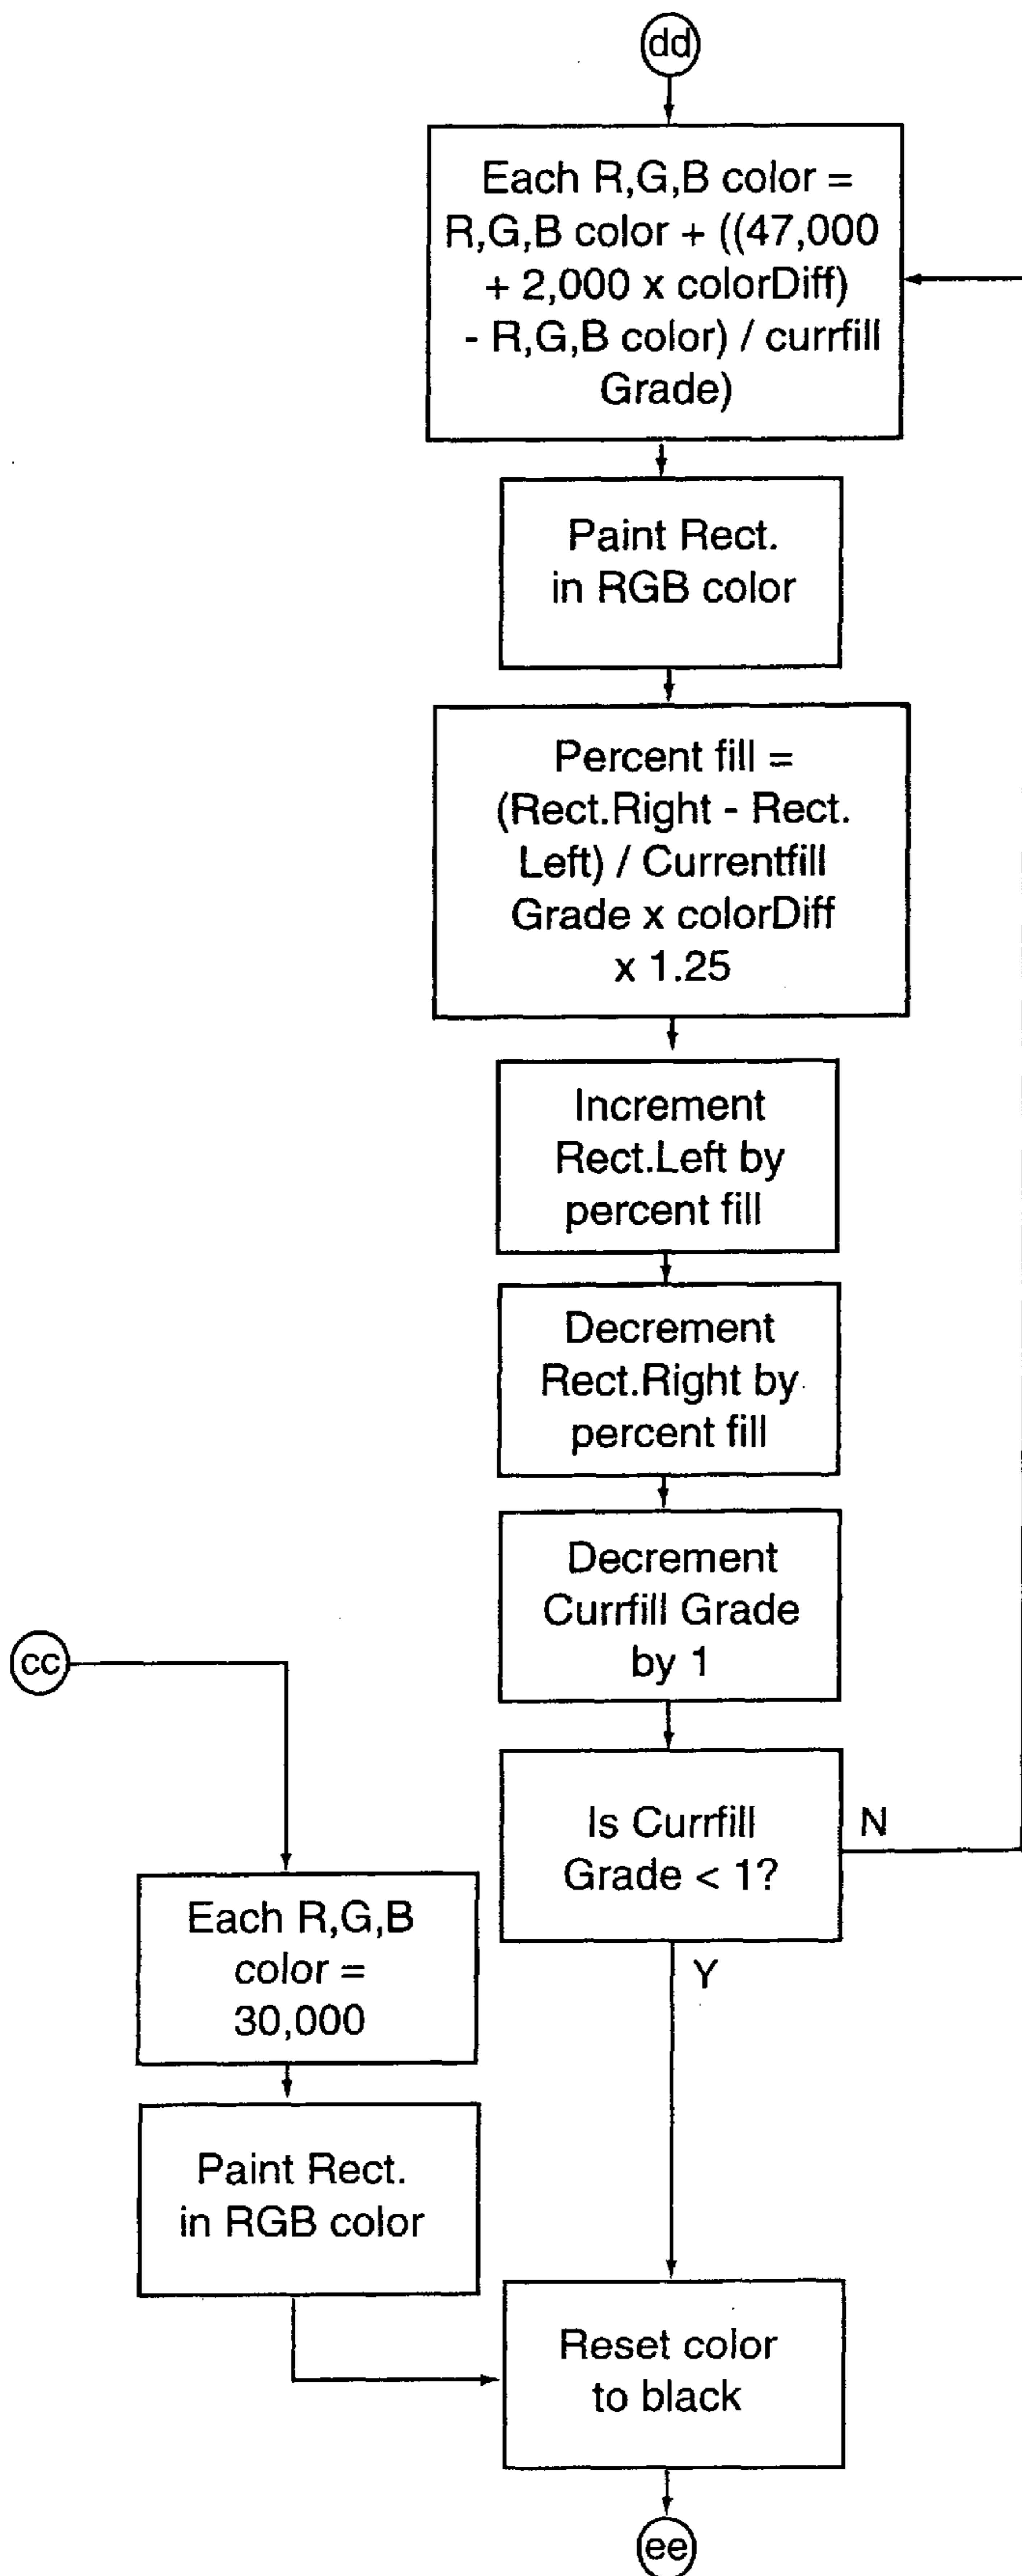 dd
Each R,G,B color =
R,G,B color + ((47,000
+ 2,000 x colorDiff)
- R,G,B color) / currfill
Grade)
Paint Rect.
in RGB color
Percent fill =
(Rect.Right - Rect.
Left) / Currentfill
Grade x colorDiff
x 1.25
Increment
Rect.Left by
percent fill
Decrement
Rect.Right by
percent fill
Decrement
Currfill Grade
by 1
cc
Is Currfill
Grade < 1?
N
Y
Each R,G,B
color =
30,000
Paint Rect.
in RGB color
Reset color
to black
ee